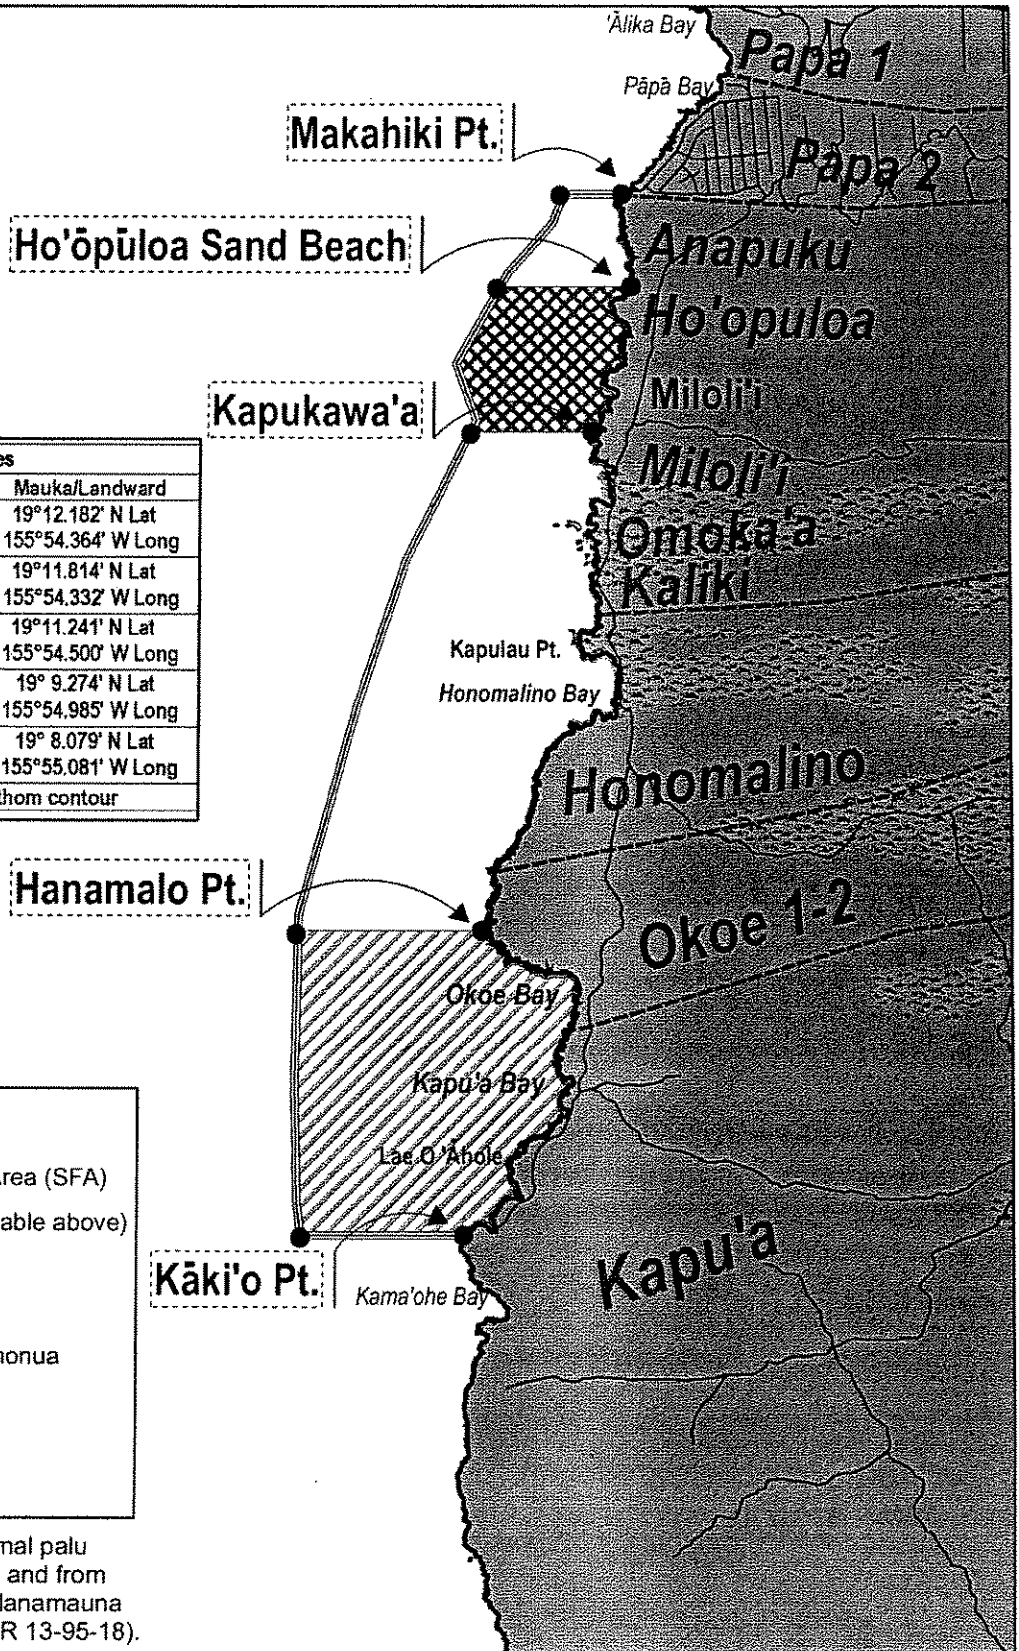 'Ālika Bay
Papa 1
Pāpā Bay
Makahiki Pt.
Papa 2
Ho'ōpūloa Sand Beach
Anapuku
Ho'opuloa
Kapukawa'a
Miloli'i
Miloli'i
es
Mauka/Landward
19°12.182' N Lat
155°54.364' W Long
19°11.814' N Lat
155°54.332' W Long
19°11.241' N Lat
155°54.500' W Long
19° 9.274' N Lat
155°54.985' W Long
19° 8.079' N Lat
155°55.081' W Long
thom contour
Omoka'a
Kaliki
Kapulau Pt.
Honomalino Bay
Honomalino
Hanamalo Pt.
Okoe 1-2
Okoe Bay
Kapu'a Bay
Lae O 'Āhole
Kāki'o Pt.
Kama'ohe Bay
Kapu'a
Area (SFA)
able above)
honua
nal palu
and from
Hanamauna
R 13-95-18).